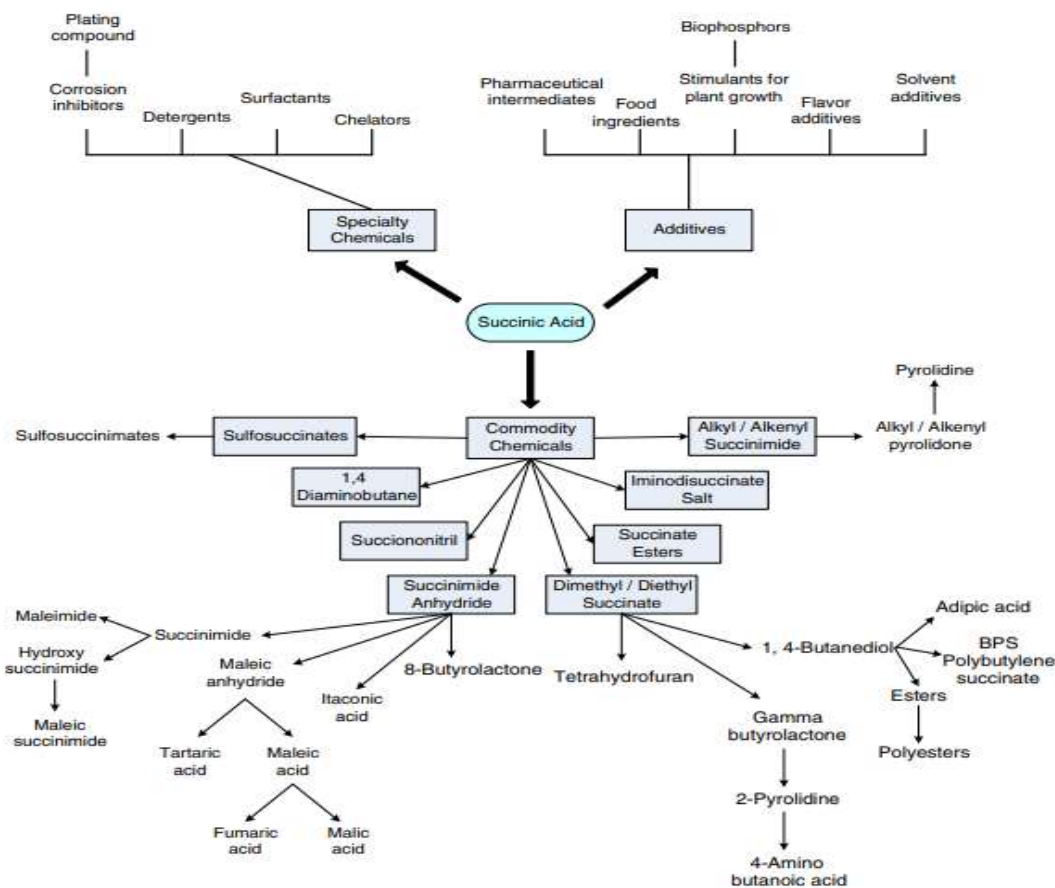 Plating
compound
Corrosion
inhibitors
Detergents
Surfactants
Chelators
Biophosphors
Pharmaceutical
intermediates
Food
ingredients
Stimulants for
plant growth
Flavor
additives
Solvent
additives
Specialty
Chemicals
Additives
Succinic Acid
Pyrolidine
Sulfosuccinimates
Sulfosuccinates
Commodity
Chemicals
Alkyl / Alkenyl
Succinimide
Alkyl / Alkenyl
pyrolidone
1,4
Diaminobutane
Iminodisuccinate
Salt
Succiononitril
Succinate
Esters
Succinimide
Anhydride
Dimethyl / Diethyl
Succinate
Maleimide
Succinimide
Hydroxy
succinimide
Maleic
succinimide
Maleic
anhydride
Itaconic
acid
8-Butyrolactone
Tetrahydrofuran
1, 4-Butanediol
Adipic acid
BPS
Polybutylene
succinate
Esters
Polyesters
Tartaric
acid
Maleic
acid
Fumaric
acid
Malic
acid
Gamma
butyrolactone
2-Pyrolidine
4-Amino
butanoic acid